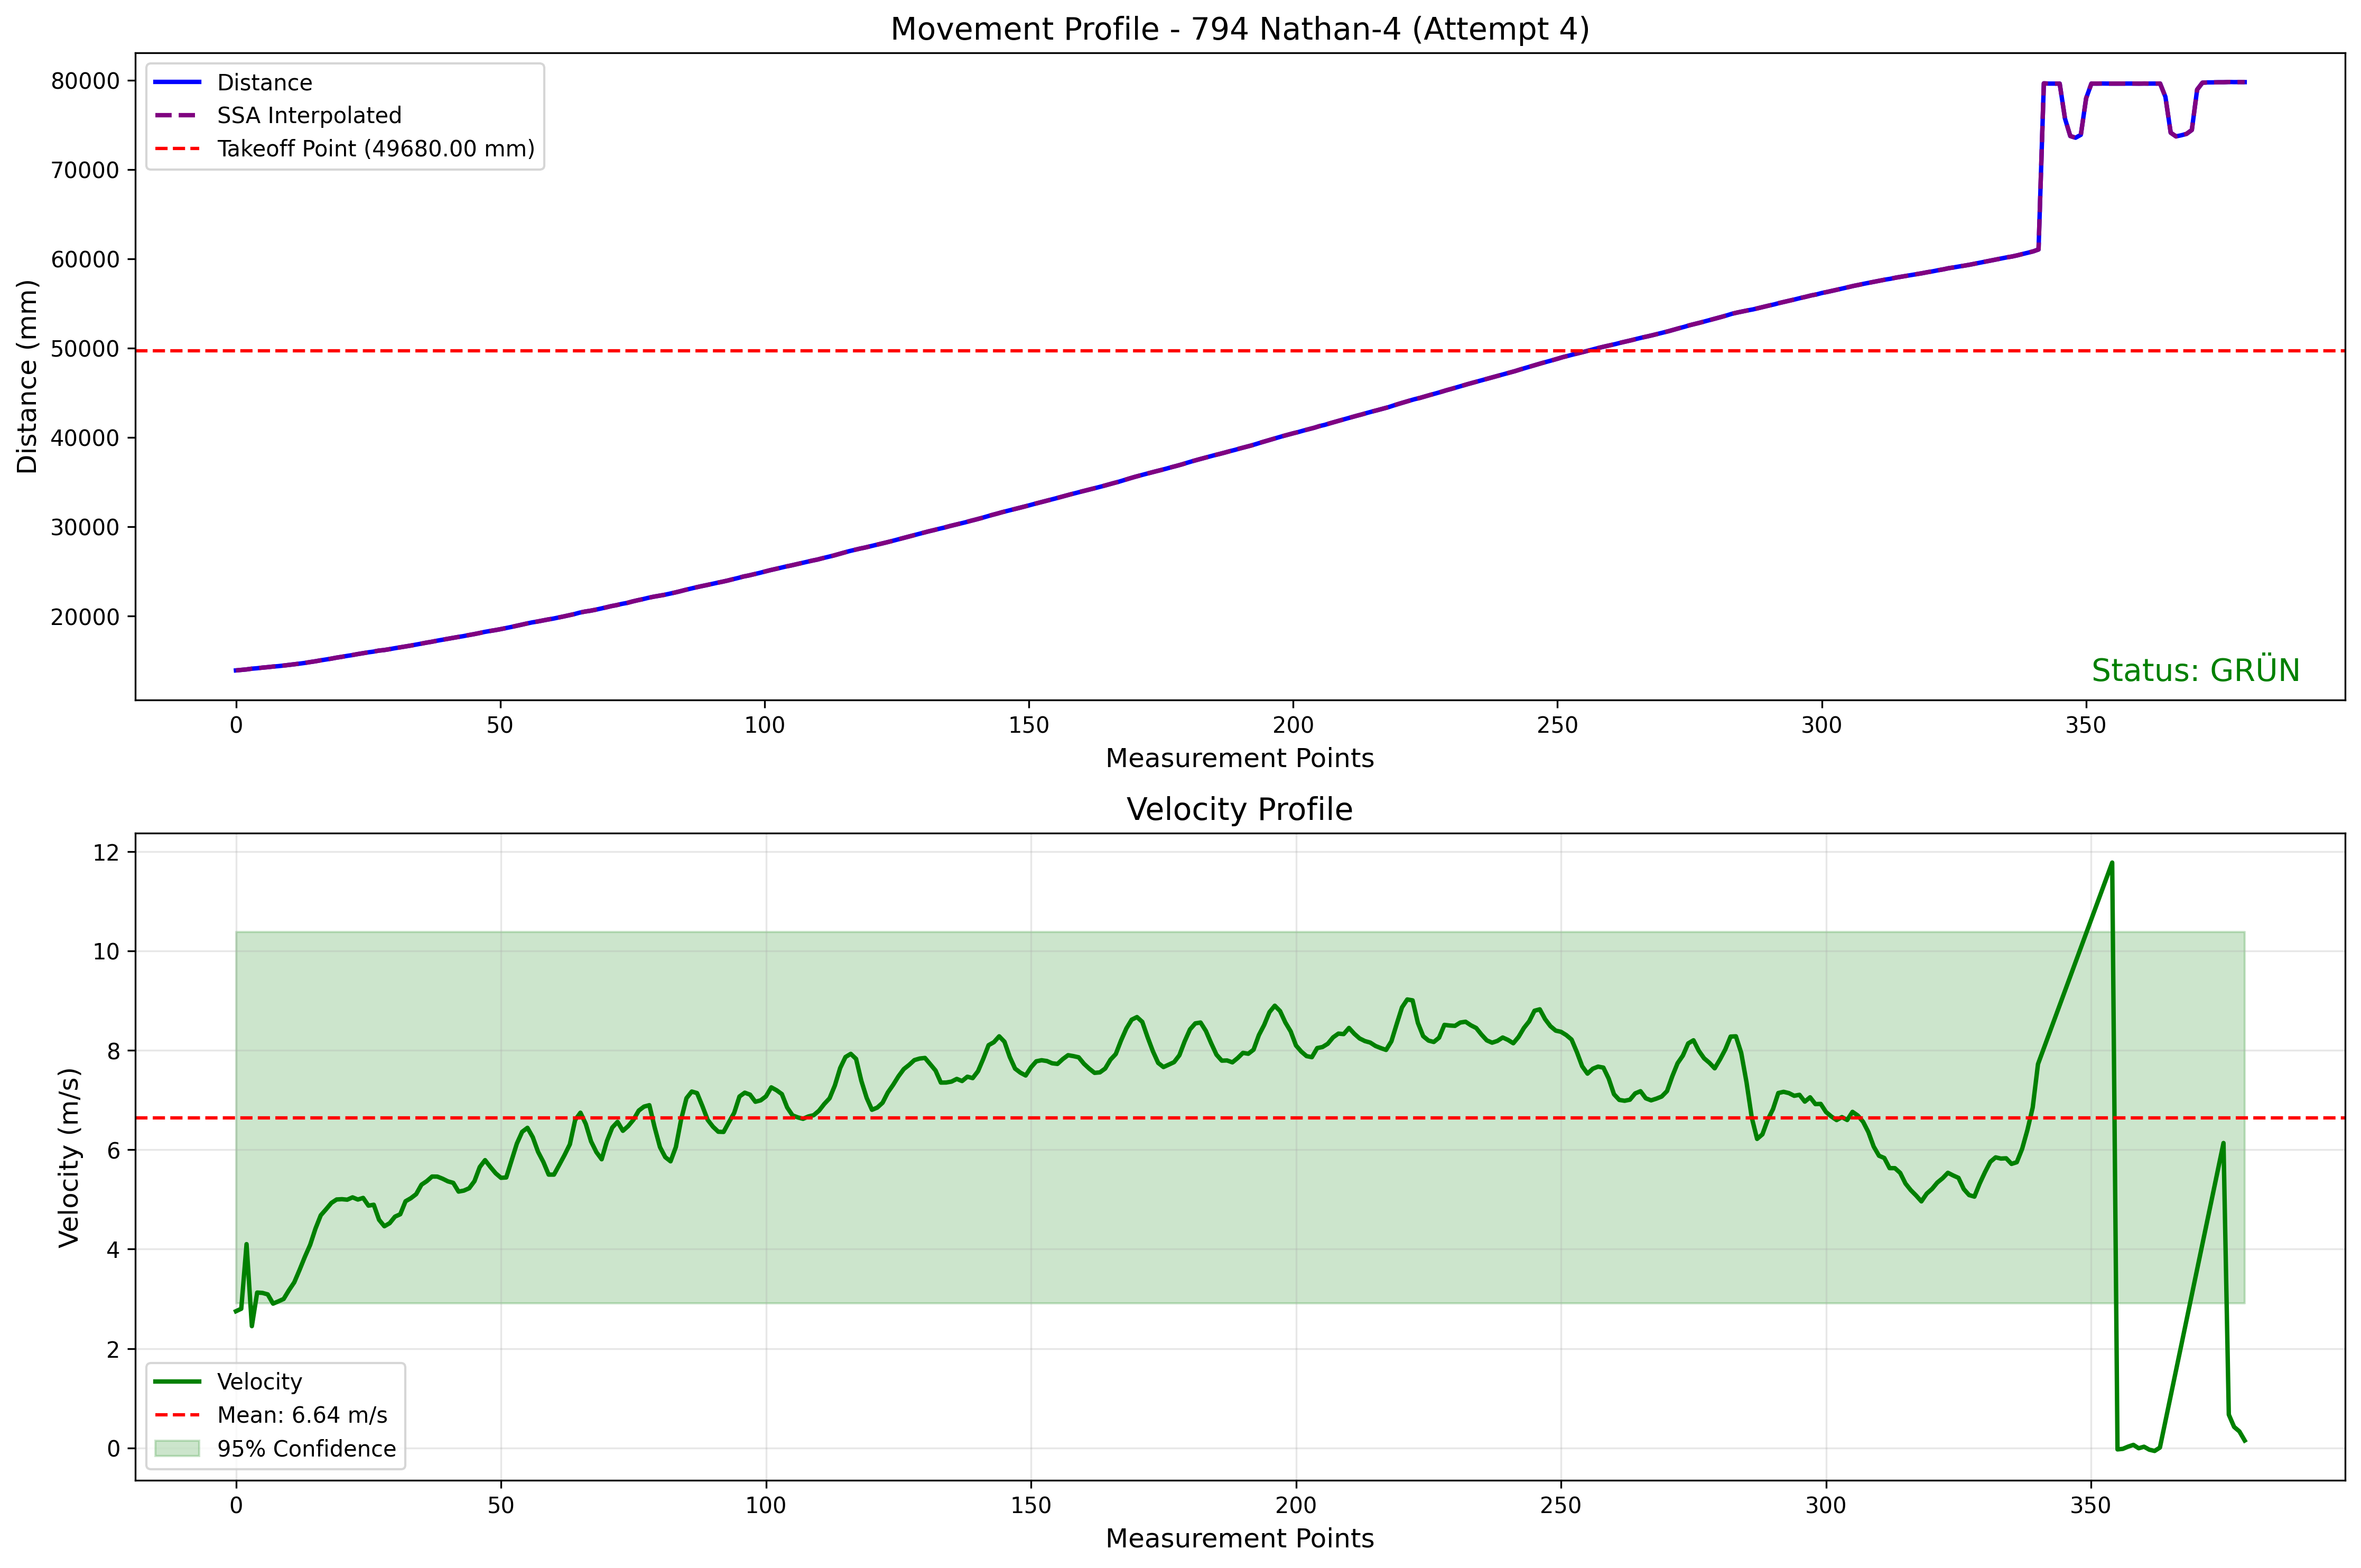 Movement Profile - 794 Nathan-4 (Attempt 4)
Distance
SSA Interpolated
Takeoff Point (49680.00 mm)
Distance (mm)
80000
70000
60000
50000
40000
30000
20000
Status: GRÜN
0 50 100 150 200 250 300 350
Measurement Points
Velocity Profile
Velocity (m/s)
12
10
8
6
4
2
0
Velocity
Mean: 6.64 m/s
95% Confidence
0 50 100 150 200 250 300 350
Measurement Points